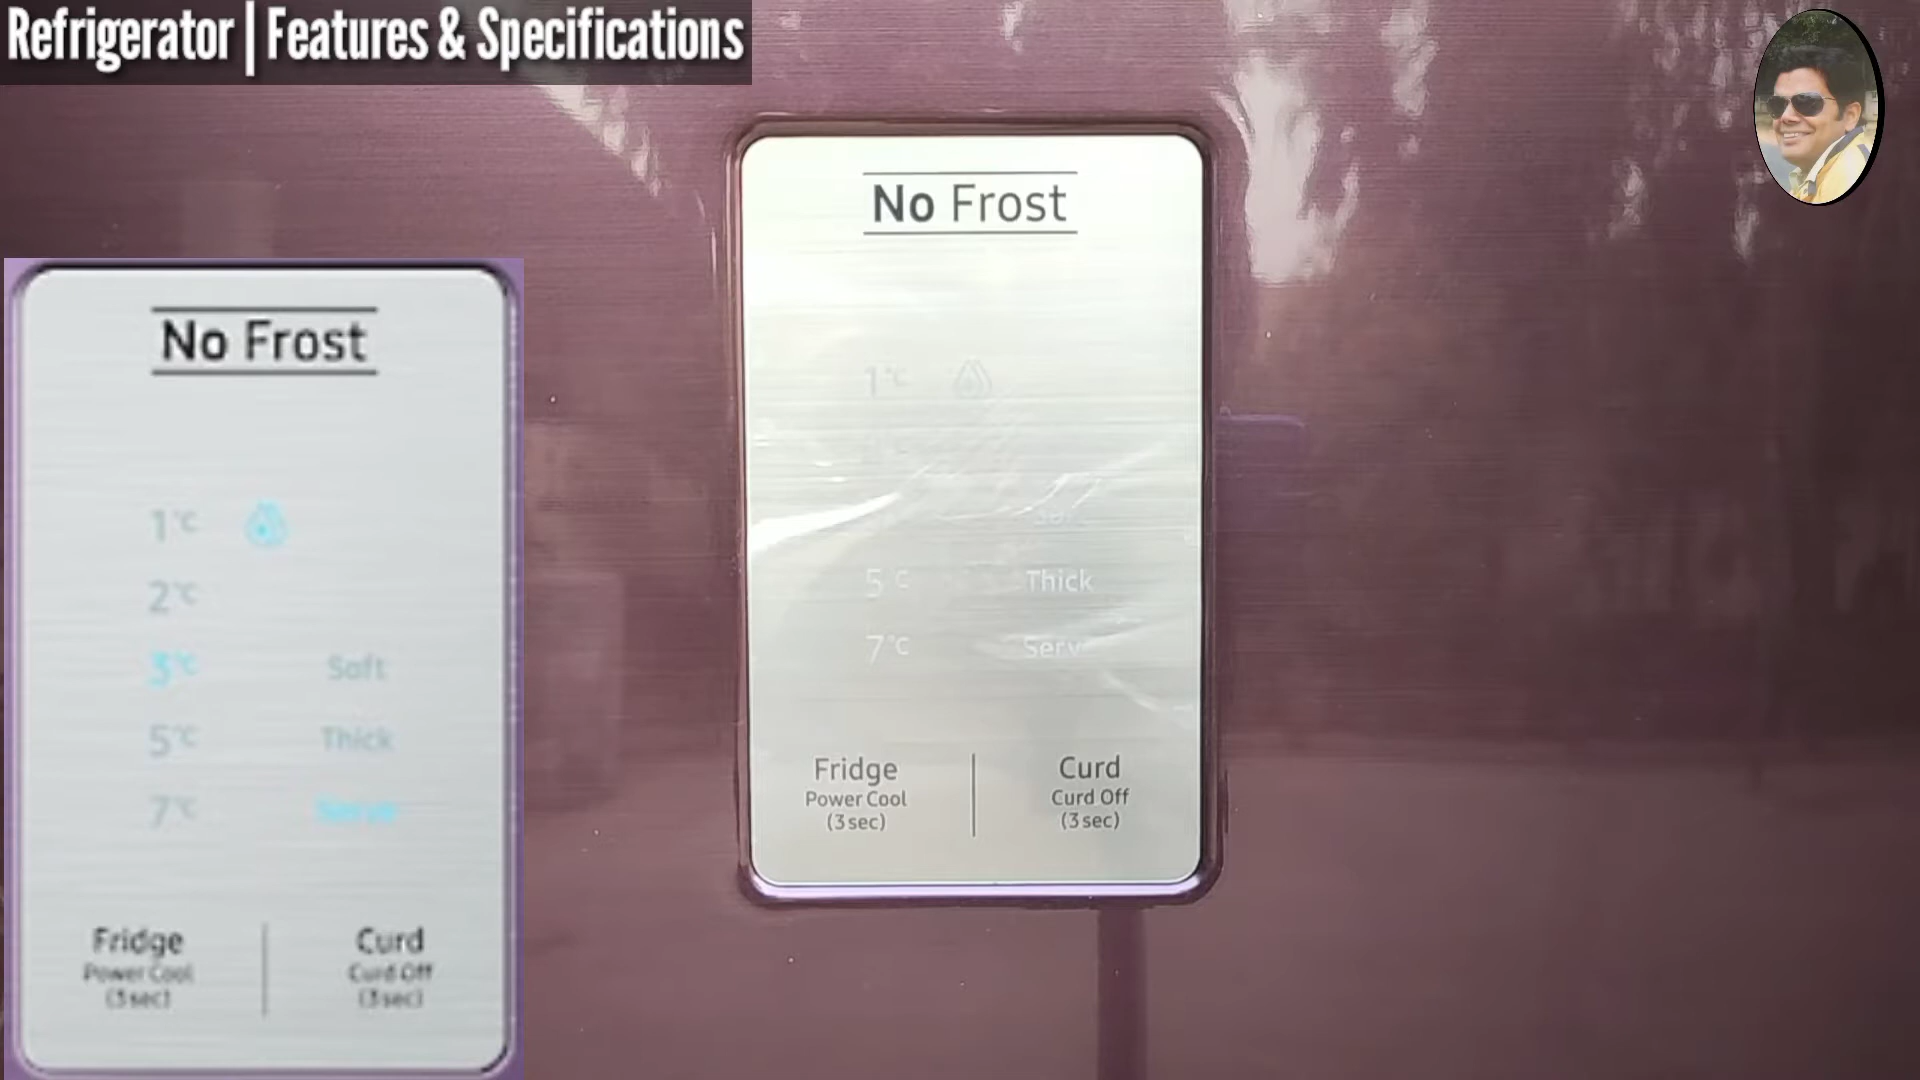 Refrigerator | Features & Specifications
No Frost
1°C
2°C
3°C Soft
5°C Thick
7°C Serve
Fridge Curd
Power Cool Curd Off
(3 sec) (3 sec)
No Frost
1°C
5°C Thick
7°C Serve
Fridge Curd
Power Cool Curd Off
(3 sec) (3 sec)